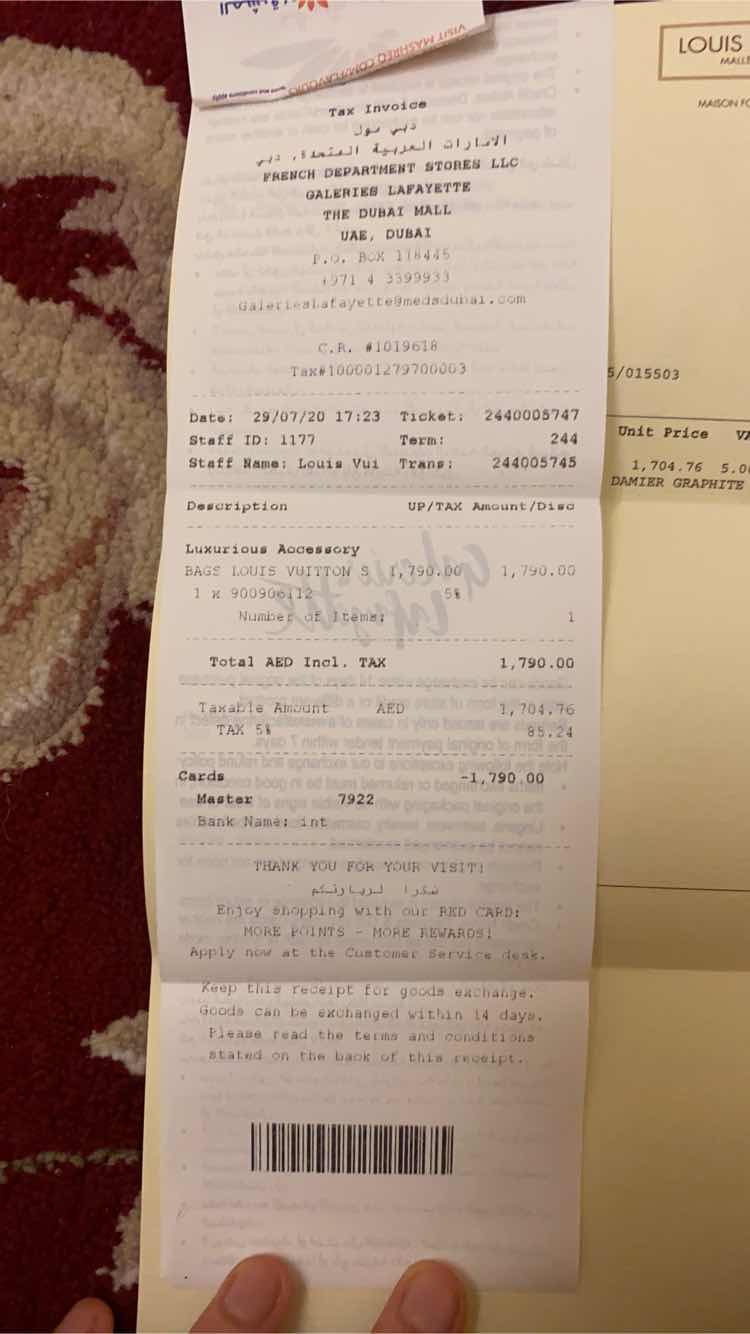 VISIT MASHREQ.COM/FLAVOURS
Tax Invoice
دبي مول
الامارات العربية المتحدة, دبي
FRENCH DEPARTMENT STORES LLC
GALERIES LAFAYETTE
THE DUBAI MALL
UAE, DUBAI
P.O. BOX 118445
+971 4 3399933
GaleriesLafayette@medsdubai.com
C.R. #1019618
Tax#100001279700003
Date: 29/07/20 17:23 Ticket: 2440005747
Staff ID: 1177 Term: 244
Staff Name: Louis Vui Trans: 244005745
Description UP/TAX Amount/Disc
Luxurious Accessory
BAGS LOUIS VUITTON S 1,790.00 1,790.00
1 x 900906112 5%
Number of Items: 1
Total AED Incl. TAX 1,790.00
Taxable Amount AED 1,704.76
TAX 5% 85.24
Cards -1,790.00
Master 7922
Bank Name: int
THANK YOU FOR YOUR VISIT!
شكرا لزيارتكم
Enjoy shopping with our RED CARD:
MORE POINTS - MORE REWARDS!
Apply now at the Customer Service desk.
Keep this receipt for goods exchange.
Goods can be exchanged within 14 days.
Please read the terms and conditions
stated on the back of this receipt.
LOUIS
MALLE
MAISON FO
5/015503
Unit Price VA
1,704.76 5.00
DAMIER GRAPHITE